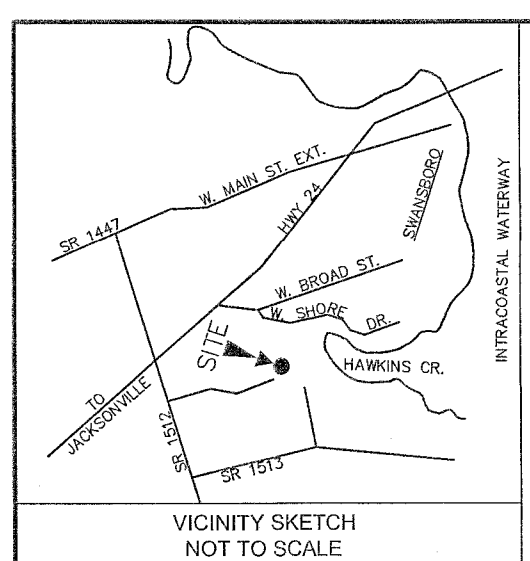 W. MAIN ST. EXT.
SR 1447
HWY 24
SWANSBORO
INTRACOASTAL WATERWAY
W. BROAD ST.
W. SHORE DR.
SITE
HAWKINS CR.
TO
JACKSONVILLE
SR 1512
SR 1513
VICINITY SKETCH
NOT TO SCALE